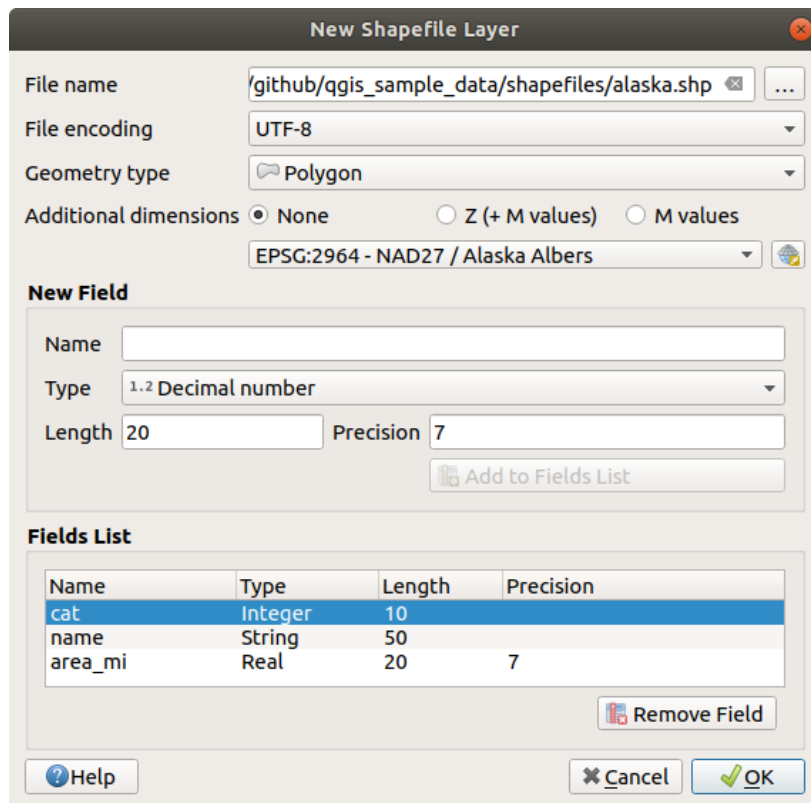 New Shapefile Layer
File name /github/qgis_sample_data/shapefiles/alaska.shp ...
File encoding UTF-8
Geometry type Polygon
Additional dimensions None Z (+ M values) M values
EPSG:2964 - NAD27 / Alaska Albers
New Field
Name
Type 1.2 Decimal number
Length 20 Precision 7
Add to Fields List
Fields List
Name Type Length Precision
cat Integer 10
name String 50
area_mi Real 20 7
Remove Field
Help Cancel OK